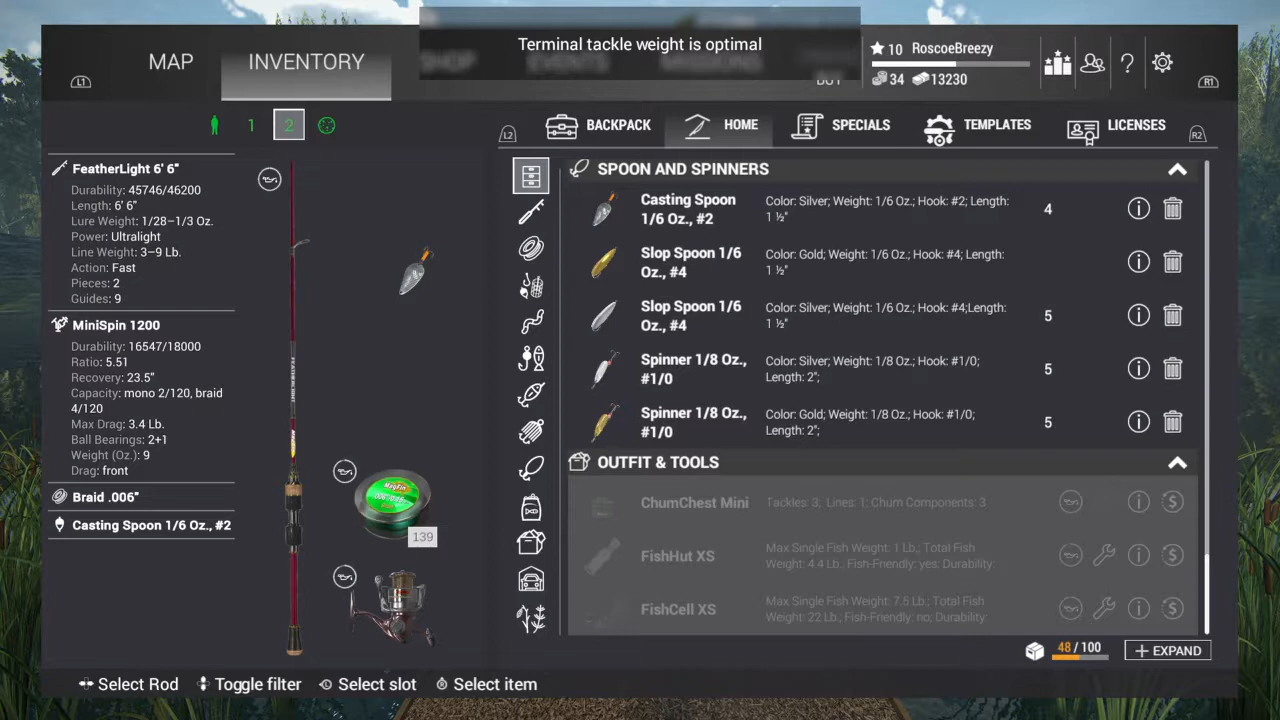 Terminal tackle weight is optimal
MAP
INVENTORY
SHOP
EVENTS
MISSIONS
BUY
10 RoscoeBreezy
34 13230
L1
R1
1
2
L2
BACKPACK
HOME
SPECIALS
TEMPLATES
LICENSES
R2
FeatherLight 6' 6"
Durability: 45746/46200
Length: 6' 6"
Lure Weight: 1/28–1/3 Oz.
Power: Ultralight
Line Weight: 3–9 Lb.
Action: Fast
Pieces: 2
Guides: 9
MiniSpin 1200
Durability: 16547/18000
Ratio: 5.51
Recovery: 23.5"
Capacity: mono 2/120, braid
4/120
Max Drag: 3.4 Lb.
Ball Bearings: 2+1
Weight (Oz.): 9
Drag: front
Braid .006"
Casting Spoon 1/6 Oz., #2
MagFin
139
SPOON AND SPINNERS
Casting Spoon
1/6 Oz., #2
Color: Silver; Weight: 1/6 Oz.; Hook: #2; Length:
1 ½"
4
Slop Spoon 1/6
Oz., #4
Color: Gold; Weight: 1/6 Oz.; Hook: #4; Length:
1 ½"
Slop Spoon 1/6
Oz., #4
Color: Silver; Weight: 1/6 Oz.; Hook: #4;Length:
1 ½"
5
Spinner 1/8 Oz.,
#1/0
Color: Silver; Weight: 1/8 Oz.; Hook: #1/0;
Length: 2";
5
Spinner 1/8 Oz.,
#1/0
Color: Gold; Weight: 1/8 Oz.; Hook: #1/0;
Length: 2";
5
OUTFIT & TOOLS
ChumChest Mini
Tackles: 3; Lines: 1; Chum Components: 3
FishHut XS
Max Single Fish Weight: 1 Lb.; Total Fish
Weight: 4.4 Lb.. Fish-Friendly: yes; Durability:
FishCell XS
Max Single Fish Weight: 7.5 Lb.; Total Fish
Weight: 22 Lb.; Fish-Friendly: no; Durability:
48/100
+ EXPAND
Select Rod
Toggle filter
Select slot
Select item